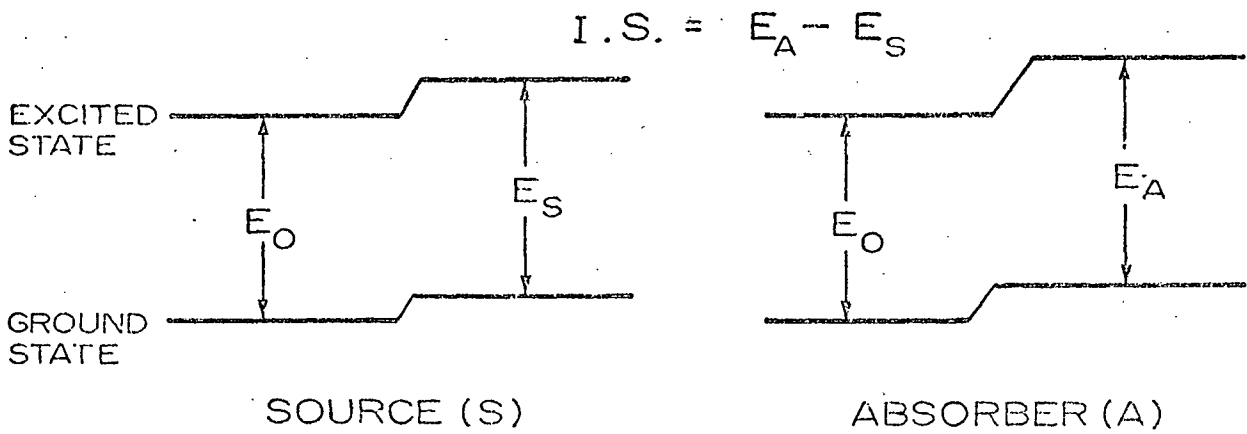 I.S. = E_A - E_S
EXCITED
STATE
E_O
E_S
E_O
E_A
GROUND
STATE
SOURCE (S)
ABSORBER (A)